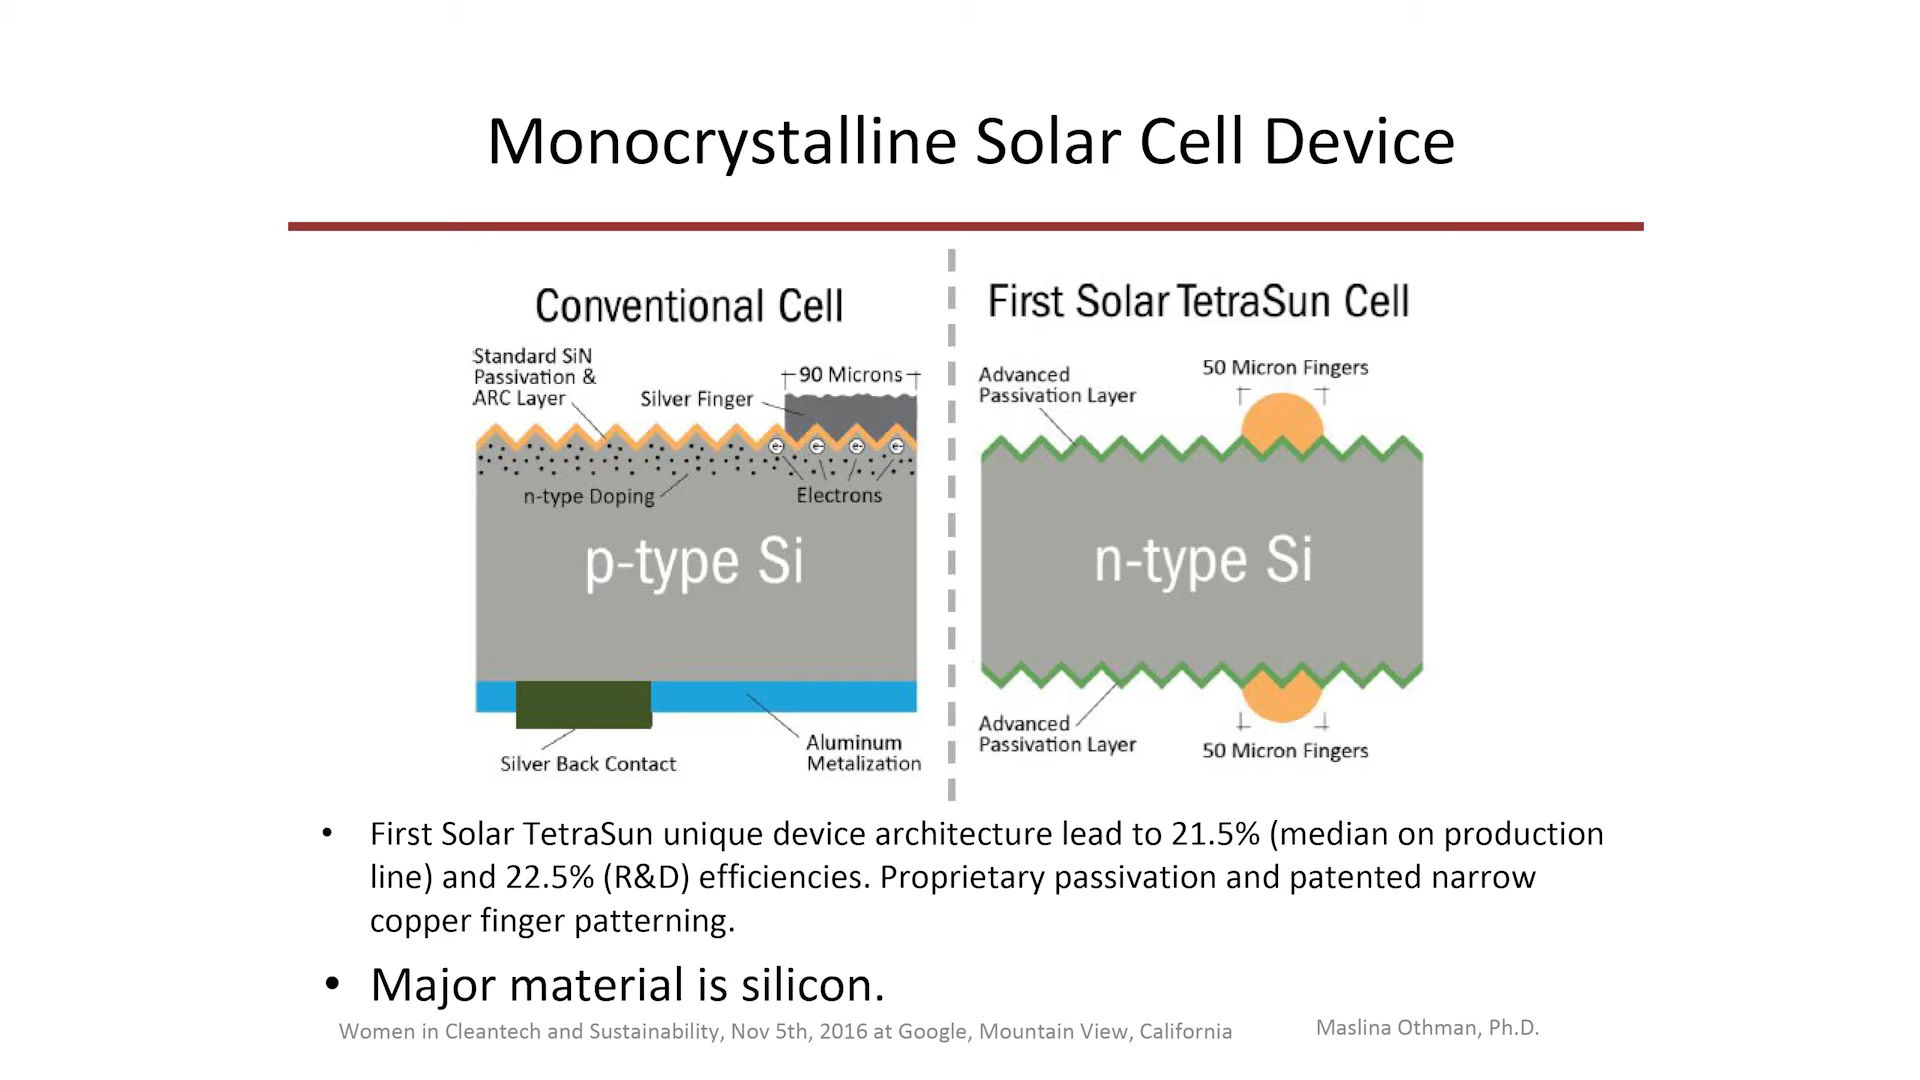 Monocrystalline Solar Cell Device
Conventional Cell
Standard SiN
Passivation &
ARC Layer
Silver Finger
90 Microns
e-
e-
e-
e-
n-type Doping
Electrons
p-type Si
Silver Back Contact
Aluminum
Metalization
First Solar TetraSun Cell
Advanced
Passivation Layer
50 Micron Fingers
n-type Si
Advanced
Passivation Layer
50 Micron Fingers
• First Solar TetraSun unique device architecture lead to 21.5% (median on production
line) and 22.5% (R&D) efficiencies. Proprietary passivation and patented narrow
copper finger patterning.
• Major material is silicon.
Women in Cleantech and Sustainability, Nov 5th, 2016 at Google, Mountain View, California
Maslina Othman, Ph.D.